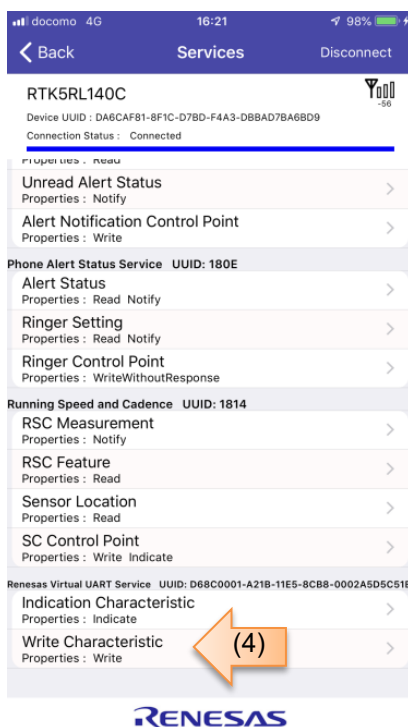 docomo 4G 16:21 98%
Back Services Disconnect
RTK5RL140C
-56
Device UUID : DA6CAF81-8F1C-D7BD-F4A3-DBBAD7BA6BD9
Connection Status : Connected
Properties : Read
Unread Alert Status
Properties : Notify
Alert Notification Control Point
Properties : Write
Phone Alert Status Service UUID: 180E
Alert Status
Properties : Read Notify
Ringer Setting
Properties : Read Notify
Ringer Control Point
Properties : WriteWithoutResponse
Running Speed and Cadence UUID: 1814
RSC Measurement
Properties : Notify
RSC Feature
Properties : Read
Sensor Location
Properties : Read
SC Control Point
Properties : Write Indicate
Renesas Virtual UART Service UUID: D68C0001-A21B-11E5-8CB8-0002A5D5C51B
Indication Characteristic
Properties : Indicate
Write Characteristic
Properties : Write
(4)
RENESAS